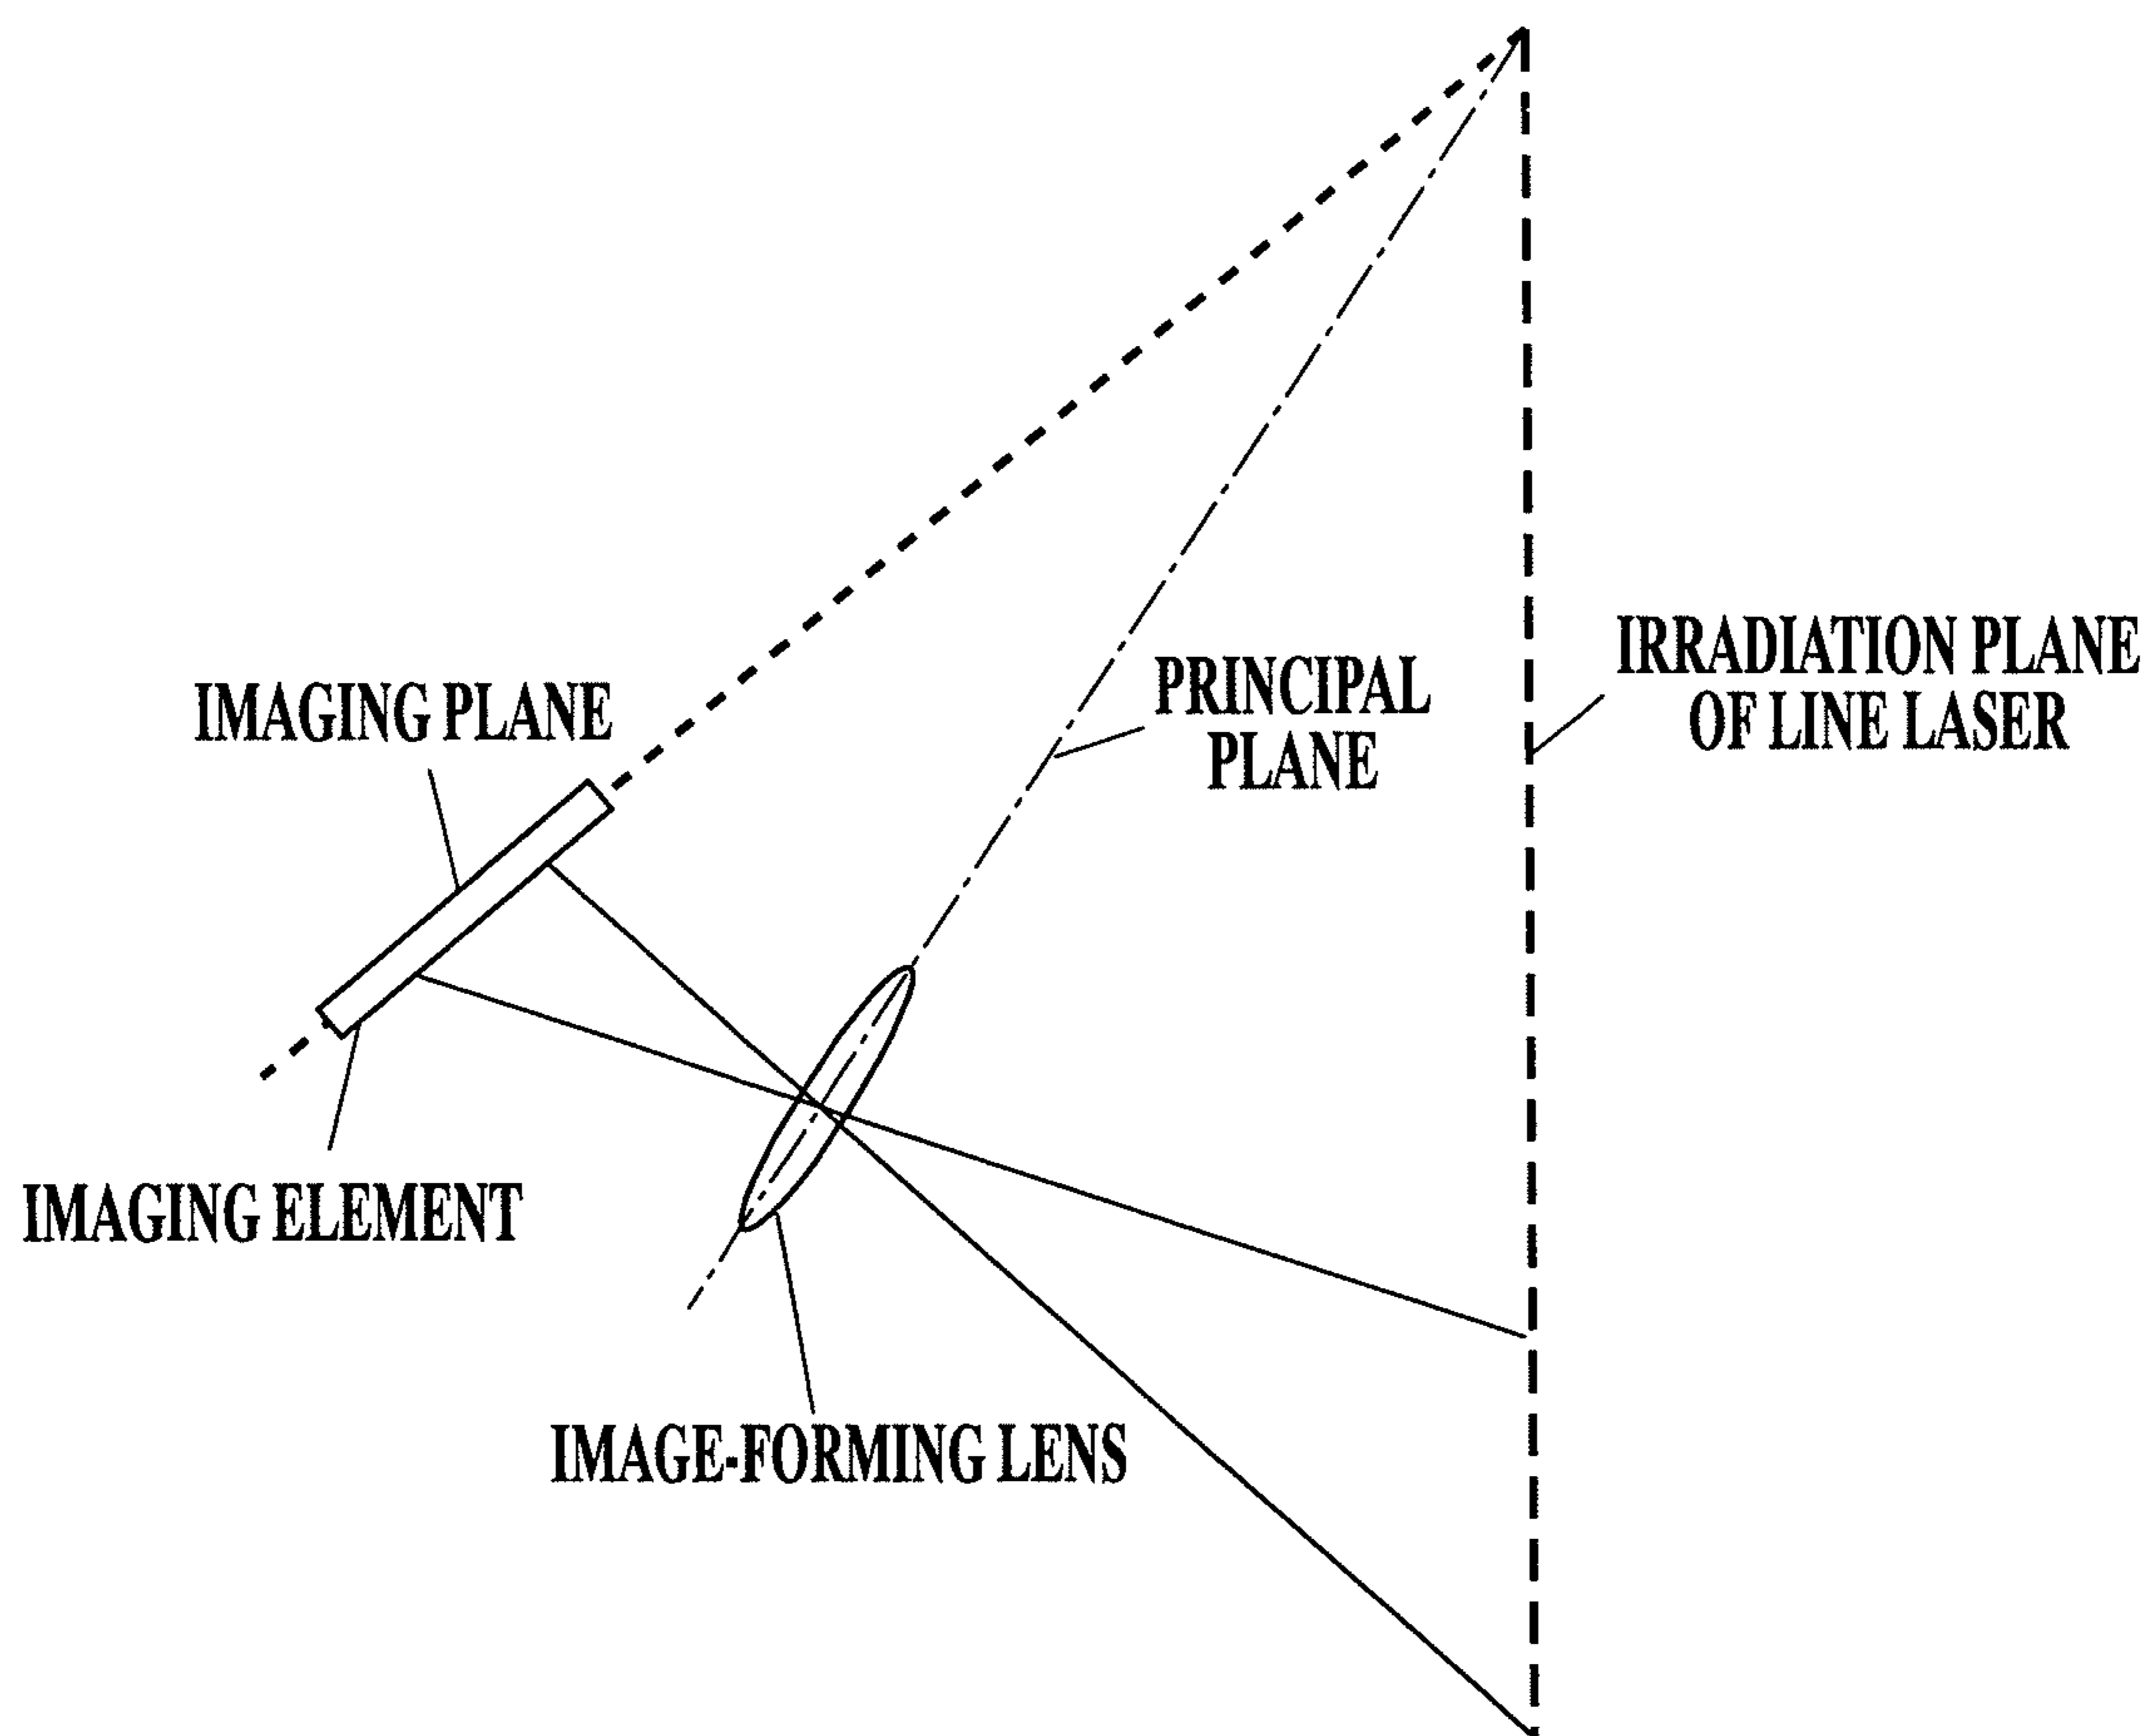 IRRADIATION PLANE
OF LINE LASER
PRINCIPAL
PLANE
IMAGING PLANE
IMAGING ELEMENT
IMAGE-FORMING LENS